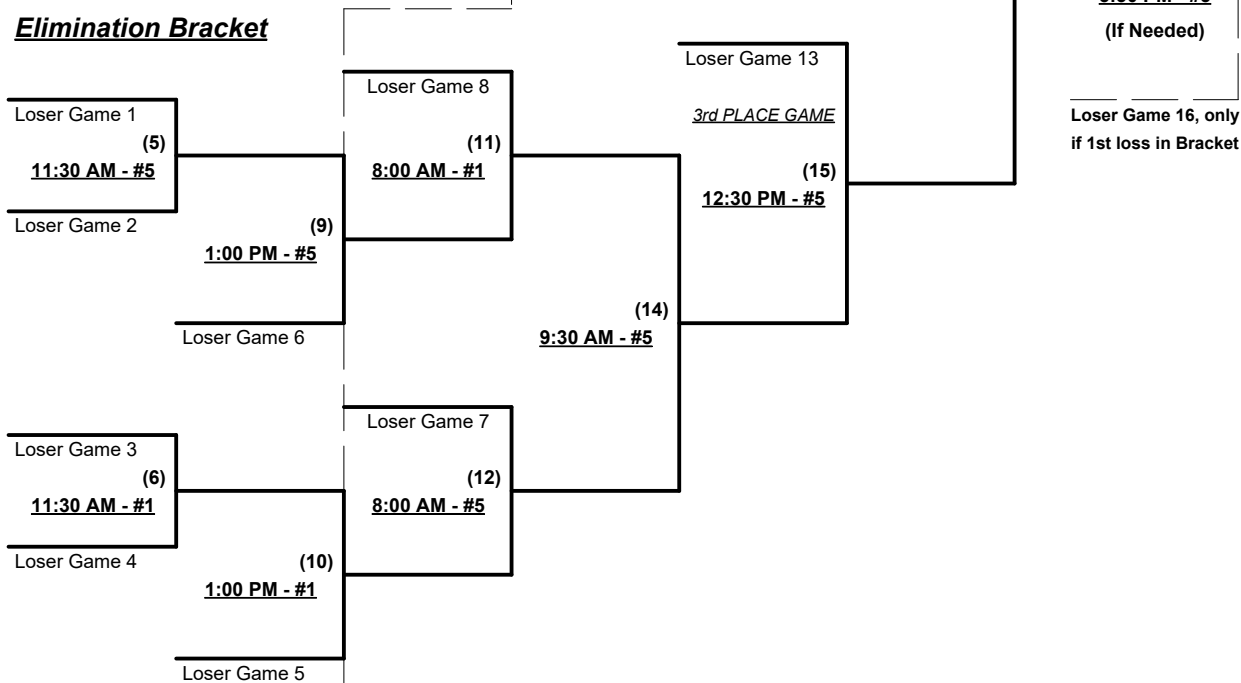 Elimination Bracket
(If Needed)
Loser Game 13
Loser Game 8
Loser Game 1
3rd PLACE GAME
Loser Game 16, only
if 1st loss in Bracket
(5)
11:30 AM - #5
(11)
8:00 AM - #1
(15)
12:30 PM - #5
Loser Game 2
(9)
1:00 PM - #5
(14)
9:30 AM - #5
Loser Game 6
Loser Game 7
Loser Game 3
(6)
11:30 AM - #1
(12)
8:00 AM - #5
Loser Game 4
(10)
1:00 PM - #1
Loser Game 5